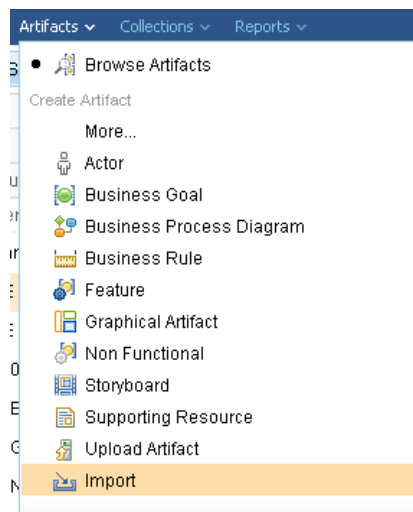 Artifacts Collections Reports
Browse Artifacts
Create Artifact
More...
Actor
Business Goal
Business Process Diagram
Business Rule
Feature
Graphical Artifact
Non Functional
Storyboard
Supporting Resource
Upload Artifact
Import